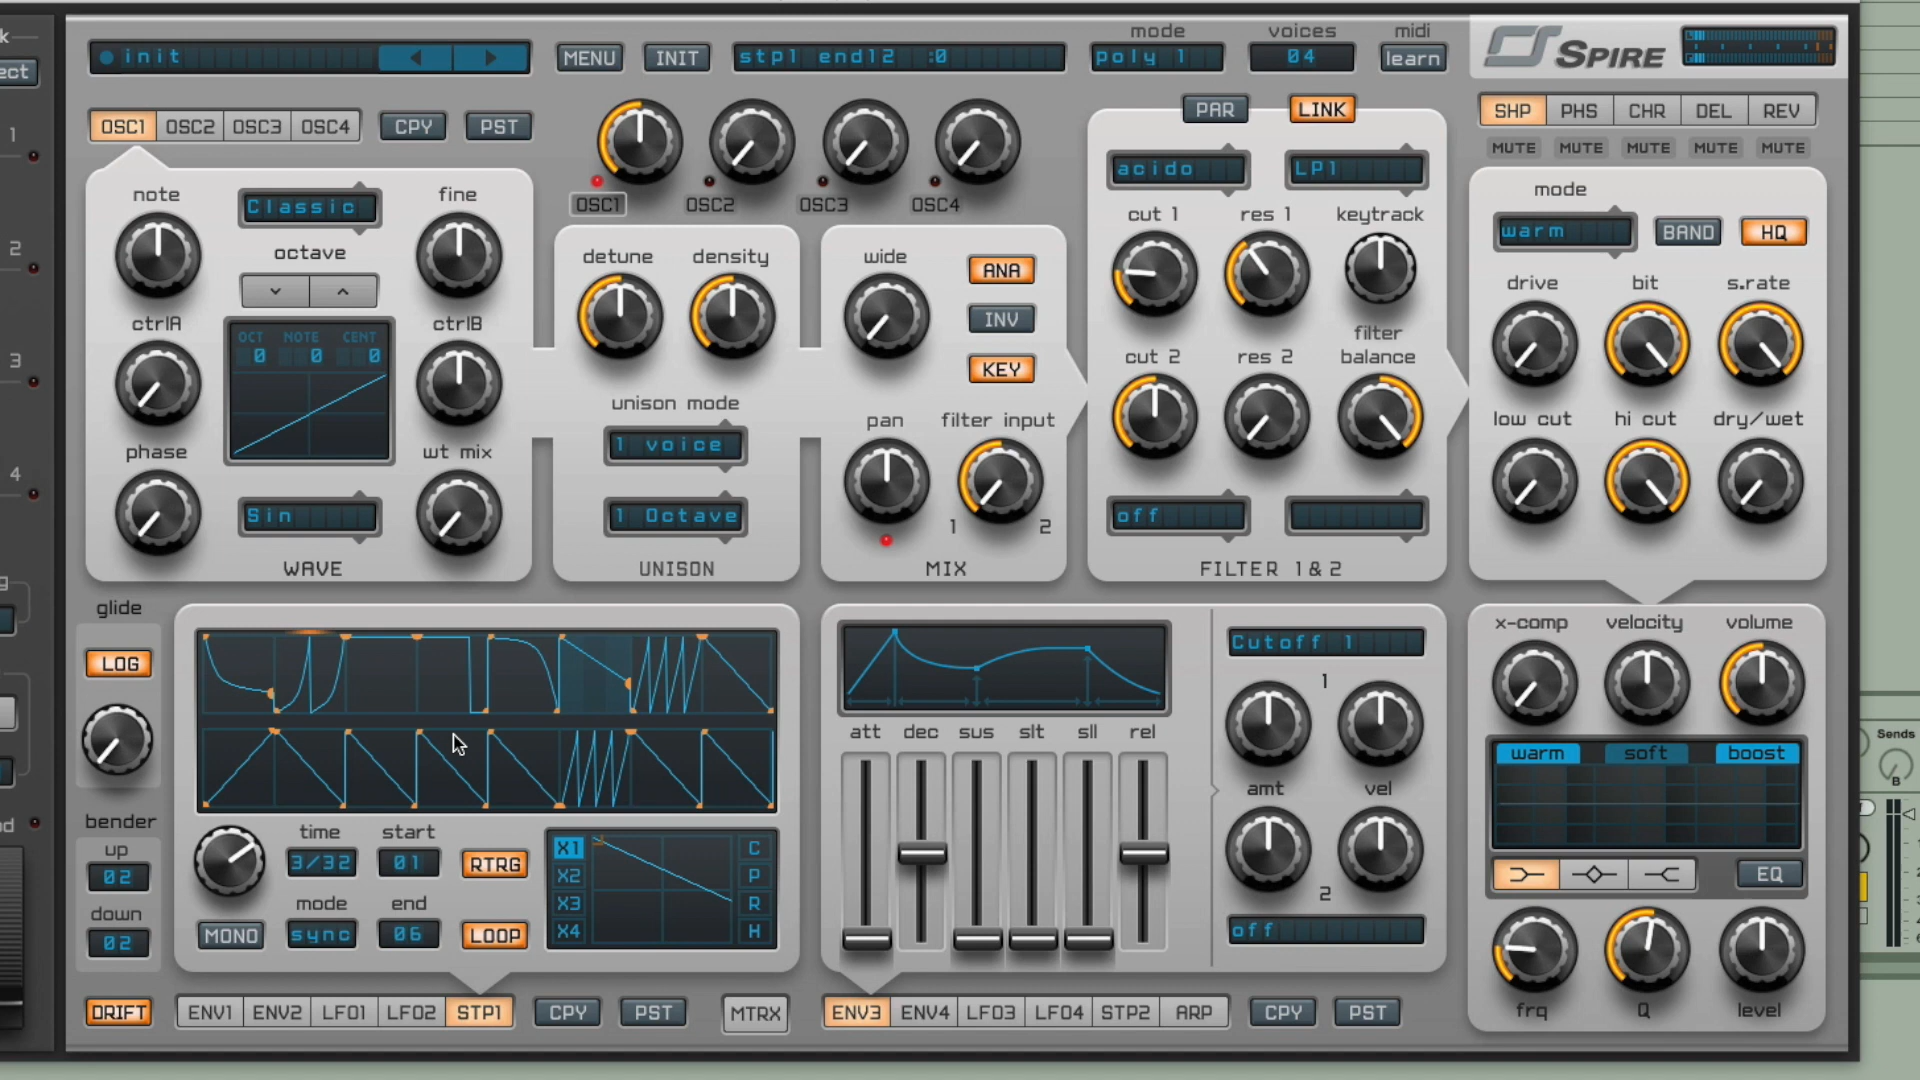 init
MENU
INIT
stp1 end12 :0
mode
poly 1
voices
04
midi
learn
SPIRE
ect
OSC1 OSC2 OSC3 OSC4 CPY PST
PAR LINK
SHP PHS CHR DEL REV
MUTE MUTE MUTE MUTE MUTE
OSC1 OSC2 OSC3 OSC4
1
2
3
4
note
Classic
fine
octave
ctrlA
ctrlB
OCT NOTE CENT
0 0 0
phase
wt mix
Sin
WAVE
detune density
unison mode
1 voice
1 Octave
UNISON
wide
ANA
INV
KEY
pan filter input
1 2
MIX
acido LP1
cut 1 res 1 keytrack
cut 2 res 2 filter balance
off
FILTER 1&2
mode
warm BAND HQ
drive bit s.rate
low cut hi cut dry/wet
glide
LOG
bender
up
02
down
02
DRIFT
time start
3/32 01 RTRG
mode end
MONO sync 06 LOOP
X1 C
X2 P
X3 R
X4 H
ENV1 ENV2 LFO1 LFO2 STP1 CPY PST MTRX
att dec sus slt sll rel
Cutoff 1
1
amt vel
2
off
ENV3 ENV4 LFO3 LFO4 STP2 ARP CPY PST
x-comp velocity volume
warm soft boost
EQ
frq Q level
Sends
B